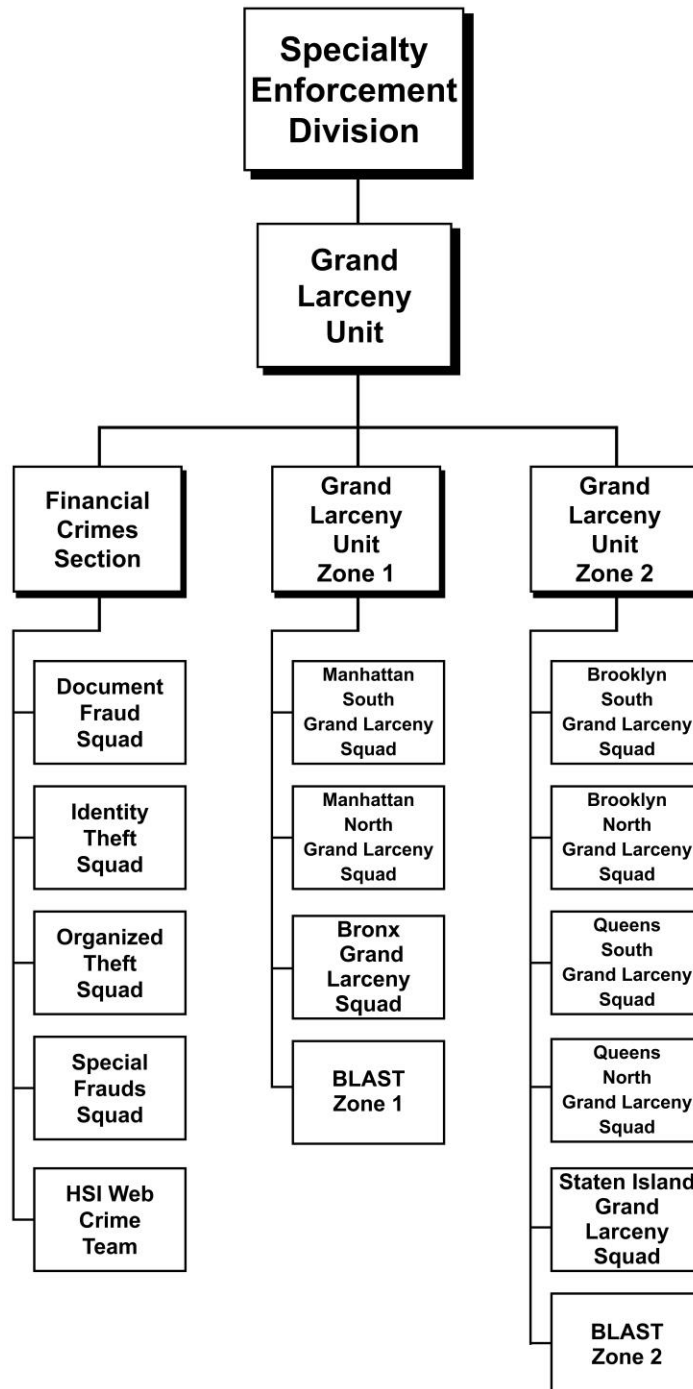 Specialty
Enforcement
Division
Grand
Larceny
Unit
Financial
Crimes
Section
Document
Fraud
Squad
Identity
Theft
Squad
Organized
Theft
Squad
Special
Frauds
Squad
HSI Web
Crime
Team
Grand
Larceny
Unit
Zone 1
Manhattan
South
Grand Larceny
Squad
Manhattan
North
Grand Larceny
Squad
Bronx
Grand
Larceny
Squad
BLAST
Zone 1
Grand
Larceny
Unit
Zone 2
Brooklyn
South
Grand Larceny
Squad
Brooklyn
North
Grand Larceny
Squad
Queens
South
Grand Larceny
Squad
Queens
North
Grand Larceny
Squad
Staten Island
Grand
Larceny
Squad
BLAST
Zone 2